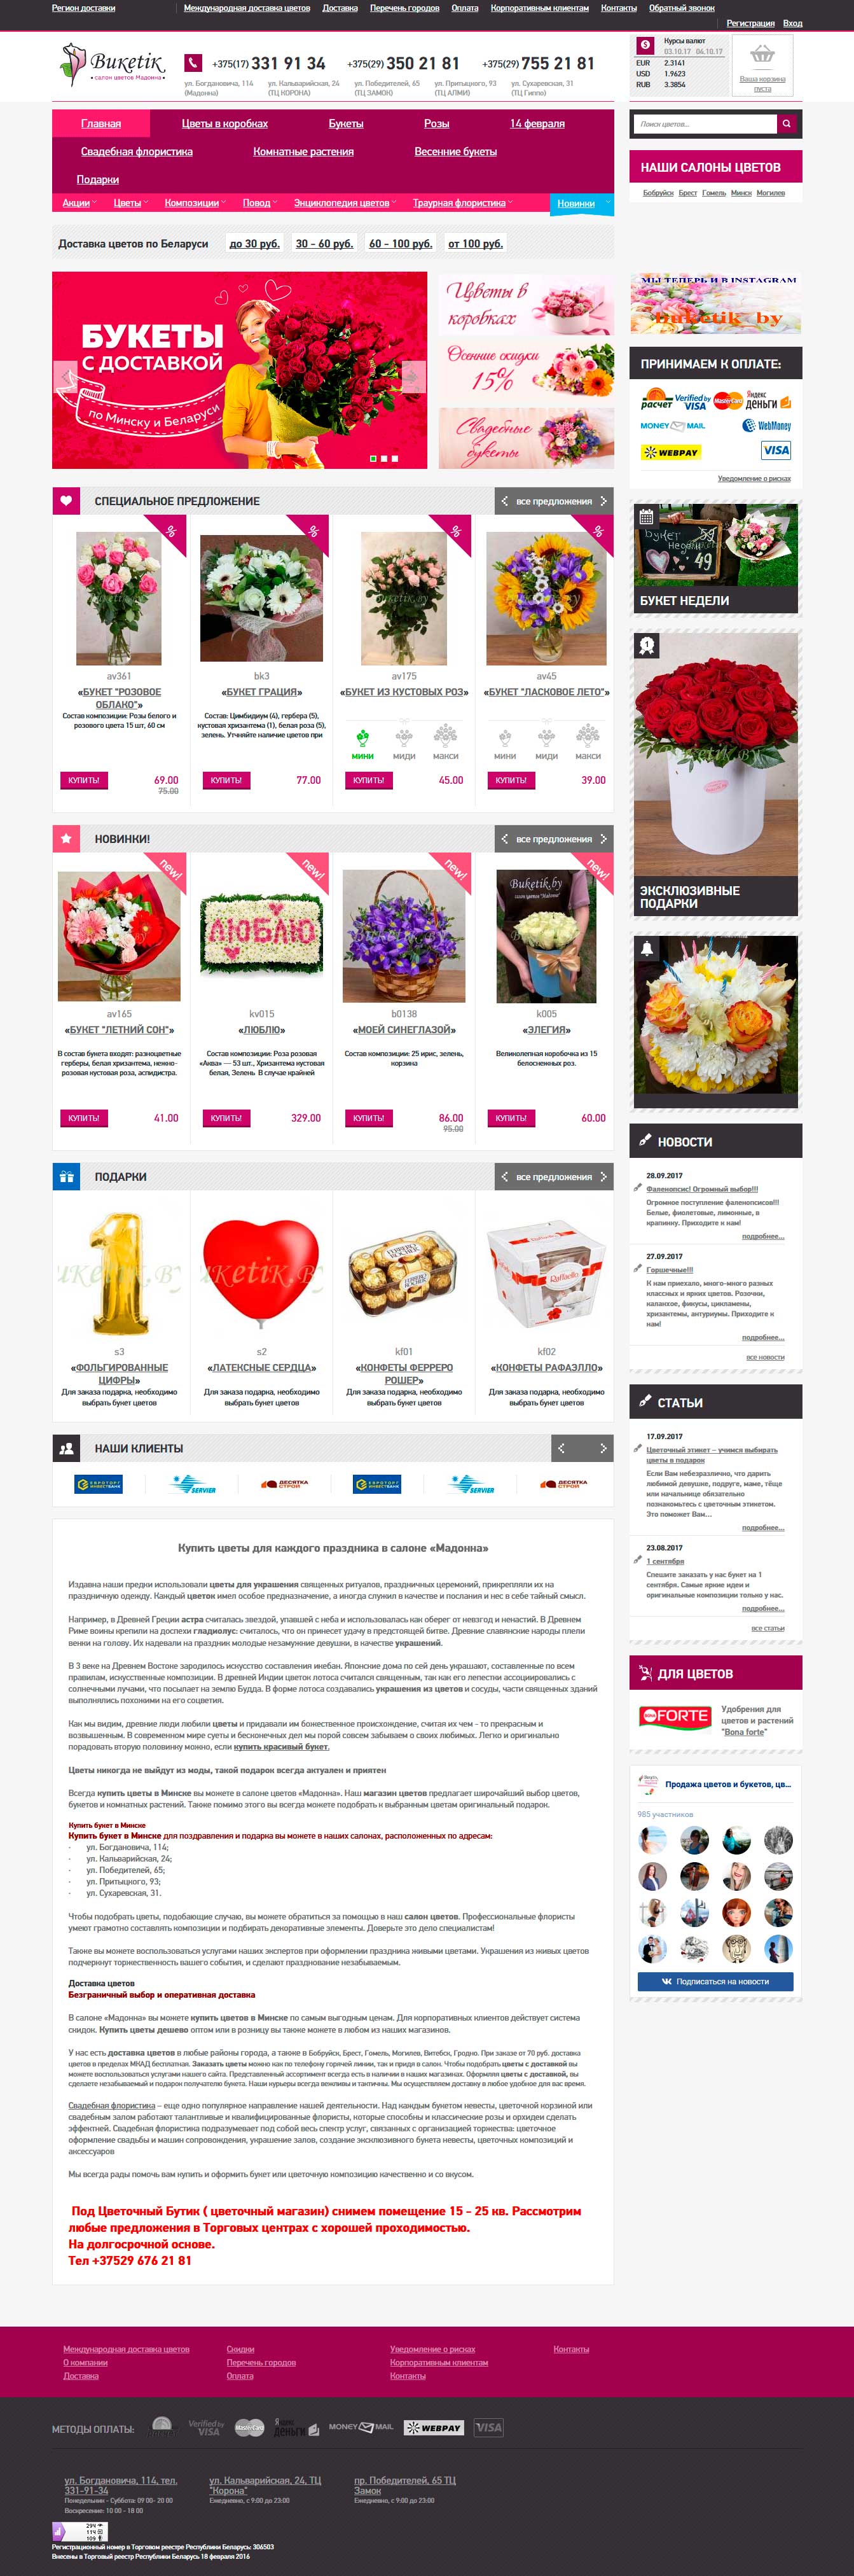 Регион доставки
Международная доставка цветов Доставка Перечень городов Оплата Корпоративным клиентам Контакты Обратный звонок
Регистрация Вход
Buketik
• салон цветов Мадонна •
+375(17) 331 91 34 +375(29) 350 21 81 +375(29) 755 21 81
ул. Богдановича, 114 (Мадонна)
ул. Кальварийская, 24 (ТЦ КОРОНА)
ул. Победителей, 65 (ТЦ ЗАМОК)
ул. Притыцкого, 93 (ТЦ АЛМИ)
ул. Сухаревская, 31 (ТЦ Гиппо)
Курсы валют
03.10.17 04.10.17
EUR 2.3141
USD 1.9623
RUB 3.3854
Ваша корзина
пуста
Главная Цветы в коробках Букеты Розы 14 февраля
Свадебная флористика Комнатные растения Весенние букеты
Подарки
Акции Цветы Композиции Повод Энциклопедия цветов Траурная флористика Новинки
Поиск цветов...
НАШИ САЛОНЫ ЦВЕТОВ
Бобруйск Брест Гомель Минск Могилев
Доставка цветов по Беларуси до 30 руб. 30 - 60 руб. 60 - 100 руб. от 100 руб.
БУКЕТЫ
С ДОСТАВКОЙ
по Минску и Беларуси
Цветы в
коробках
Осенние скидки
15%
Свадебные
букеты
МЫ ТЕПЕРЬ И В INSTAGRAM
buketik_by
ПРИНИМАЕМ К ОПЛАТЕ:
расчет Verified by VISA MasterCard Яндекс Деньги
MONEY MAIL WebMoney
WEBPAY VISA
Уведомление о рисках
Букет 59
недели 49
БУКЕТ НЕДЕЛИ
ЭКСКЛЮЗИВНЫЕ
ПОДАРКИ
СПЕЦИАЛЬНОЕ ПРЕДЛОЖЕНИЕ все предложения
% % % %
av361
«БУКЕТ "РОЗОВОЕ
ОБЛАКО"»
Состав композиции: Розы белого и
розового цвета 15 шт, 60 см
КУПИТЬ! 69.00
75.00
bk3
«БУКЕТ ГРАЦИЯ»
Состав: Цимбидиум (4), гербера (5),
кустовая хризантема (1), белая роза (5),
зелень. Уточняйте наличие цветов при
КУПИТЬ! 77.00
av175
«БУКЕТ ИЗ КУСТОВЫХ РОЗ»
мини миди макси
КУПИТЬ! 45.00
av45
«БУКЕТ "ЛАСКОВОЕ ЛЕТО"»
мини миди макси
КУПИТЬ! 39.00
НОВИНКИ! все предложения
new! new! new! new!
av165
«БУКЕТ "ЛЕТНИЙ СОН"»
В состав букета входят: разноцветные
герберы, белая хризантема, нежно-
розовая кустовая роза, аспидистра.
КУПИТЬ! 41.00
ЛЮБЛЮ
kv015
«ЛЮБЛЮ»
Состав композиции: Роза розовая
«Аква» — 53 шт., Хризантема кустовая
белая, Зелень В случае крайней
КУПИТЬ! 329.00
b0138
«МОЕЙ СИНЕГЛАЗОЙ»
Состав композиции: 25 ирис, зелень,
корзина
КУПИТЬ! 86.00
95.00
Buketik.by
k005
«ЭЛЕГИЯ»
Великолепная коробочка из 15
белоснежных роз.
КУПИТЬ! 60.00
ПОДАРКИ все предложения
s3
«ФОЛЬГИРОВАННЫЕ
ЦИФРЫ»
Для заказа подарка, необходимо
выбрать букет цветов
s2
«ЛАТЕКСНЫЕ СЕРДЦА»
Для заказа подарка, необходимо
выбрать букет цветов
FERRERO ROCHER
kf01
«КОНФЕТЫ ФЕРРЕРО
РОШЕР»
Для заказа подарка, необходимо
выбрать букет цветов
Raffaello
kf02
«КОНФЕТЫ РАФАЭЛЛО»
Для заказа подарка, необходимо
выбрать букет цветов
НАШИ КЛИЕНТЫ
ЕВРОТОРГ ИНВЕСТБАНК SERVIER ДЕСЯТКА СТРОЙ ЕВРОТОРГ ИНВЕСТБАНК SERVIER ДЕСЯТКА СТРОЙ
НОВОСТИ
28.09.2017
Фаленопсис! Огромный выбор!!!
Огромное поступление фаленопсисов!!!
Белые, фиолетовые, лимонные, в
крапинку. Приходите к нам!
подробнее...
27.09.2017
Горшечные!!!
К нам приехало, много-много разных
классных и ярких цветов. Розочки,
каланхое, фикусы, цикламены,
хризантемы, антуриумы. Приходите к
нам!
подробнее...
все новости
СТАТЬИ
17.09.2017
Цветочный этикет – учимся выбирать
цветы в подарок
Если Вам небезразлично, что дарить
любимой девушке, подруге, маме, тёще
или начальнице обязательно
познакомьтесь с цветочным этикетом.
Это поможет Вам...
подробнее...
23.08.2017
1 сентября
Спешите заказать у нас букет на 1
сентября. Самые яркие идеи и
оригинальные композиции только у нас.
подробнее...
все статьи
ДЛЯ ЦВЕТОВ
BONA FORTE
Удобрения для
цветов и растений
"Bona forte"
Продажа цветов и букетов, цв...
985 участников
Подписаться на новости
Купить цветы для каждого праздника в салоне «Мадонна»
Издавна наши предки использовали цветы для украшения священных ритуалов, праздничных церемоний, прикрепляли их на
праздничную одежду. Каждый цветок имел особое предназначение, а иногда служил в качестве и послания и нес в себе тайный смысл.
Например, в Древней Греции астра считалась звездой, упавшей с неба и использовалась как оберег от невзгод и ненастий. В Древнем
Риме воины крепили на доспехи гладиолус: считалось, что он принесет удачу в предстоящей битве. Древние славянские народы плели
венки на голову. Их надевали на праздник молодые незамужние девушки, в качестве украшений.
В 3 веке на Древнем Востоке зародилось искусство составления инебан. Японские дома по сей день украшают, составленные по всем
правилам, искусственные композиции. В древней Индии цветок лотоса считался священным, так как его лепестки ассоциировались с
солнечными лучами, что посылает на землю Будда. В форме лотоса создавались украшения из цветов и сосуды, части священных зданий
выполнялись похожими на его соцветия.
Как мы видим, древние люди любили цветы и придавали им божественное происхождение, считая их чем - то прекрасным и
возвышенным. В современном мире суеты и бесконечных дел мы порой совсем забываем о своих любимых. Легко и оригинально
порадовать вторую половинку можно, если купить красивый букет.
Цветы никогда не выйдут из моды, такой подарок всегда актуален и приятен
Всегда купить цветы в Минске вы можете в салоне цветов «Мадонна». Наш магазин цветов предлагает широчайший выбор цветов,
букетов и комнатных растений. Также помимо этого вы всегда можете подобрать к выбранным цветам оригинальный подарок.
Купить букет в Минске
Купить букет в Минске для поздравления и подарка вы можете в наших салонах, расположенных по адресам:
· ул. Богдановича, 114;
· ул. Кальварийская, 24;
· ул. Победителей, 65;
· ул. Притыцкого, 93;
· ул. Сухаревская, 31.
Чтобы подобрать цветы, подобающие случаю, вы можете обратиться за помощью в наш салон цветов. Профессиональные флористы
умеют грамотно составлять композиции и подбирать декоративные элементы. Доверьте это дело специалистам!
Также вы можете воспользоваться услугами наших экспертов при оформлении праздника живыми цветами. Украшения из живых цветов
подчеркнут торжественность вашего события, и сделают празднование незабываемым.
Доставка цветов
Безграничный выбор и оперативная доставка
В салоне «Мадонна» вы можете купить цветов в Минске по самым выгодным ценам. Для корпоративных клиентов действует система
скидок. Купить цветы дешево оптом или в розницу вы также можете в любом из наших магазинов.
У нас есть доставка цветов в любые районы города, а также в Бобруйск, Брест, Гомель, Могилев, Витебск, Гродно. При заказе от 70 руб. доставка
цветов в пределах МКАД бесплатная. Заказать цветы можно как по телефону горячей линии, так и придя в салон. Чтобы подобрать цветы с доставкой вы
можете воспользоваться услугами нашего сайта. Представленный ассортимент всегда есть в наличии в наших магазинах. Оформляя цветы с доставкой, вы
сделаете незабываемый и подарок получателю букета. Наши курьеры всегда вежливы и тактичны. Мы осуществляем доставку в любое удобное для вас время.
Свадебная флористика – еще одно популярное направление нашей деятельности. Над каждым букетом невесты, цветочной корзиной или
свадебным залом работают талантливые и квалифицированные флористы, которые способны и классические розы и орхидеи сделать
эффектней. Свадебная флористика подразумевает под собой весь спектр услуг, связанных с организацией торжества: цветочное
оформление свадьбы и машин сопровождения, украшение залов, создание эксклюзивного букета невесты, цветочных композиций и
аксессуаров
Мы всегда рады помочь вам купить и оформить букет или цветочную композицию качественно и со вкусом.
Под Цветочный Бутик ( цветочный магазин) снимем помещение 15 - 25 кв. Рассмотрим
любые предложения в Торговых центрах с хорошей проходимостью.
На долгосрочной основе.
Тел +37529 676 21 81
Международная доставка цветов Скидки Уведомление о рисках Контакты
О компании Перечень городов Корпоративным клиентам
Доставка Оплата Контакты
МЕТОДЫ ОПЛАТЫ: Verified by VISA MasterCard Яндекс деньги MONEY MAIL WEBPAY VISA
ул. Богдановича, 114, тел.
331-91-34
Понедельник - Суббота: 09 00- 20 00
Воскресение: 10 00 - 18 00
ул. Кальварийская, 24, ТЦ
"Корона"
Ежедневно, с 9:00 до 23:00
пр. Победителей, 65 ТЦ
Замок
Ежедневно, с 9:00 до 23:00
294
114
109
Регистрационный номер в Торговом реестре Республики Беларусь: 306503
Внесены в Торговый реестр Республики Беларусь 18 февраля 2016